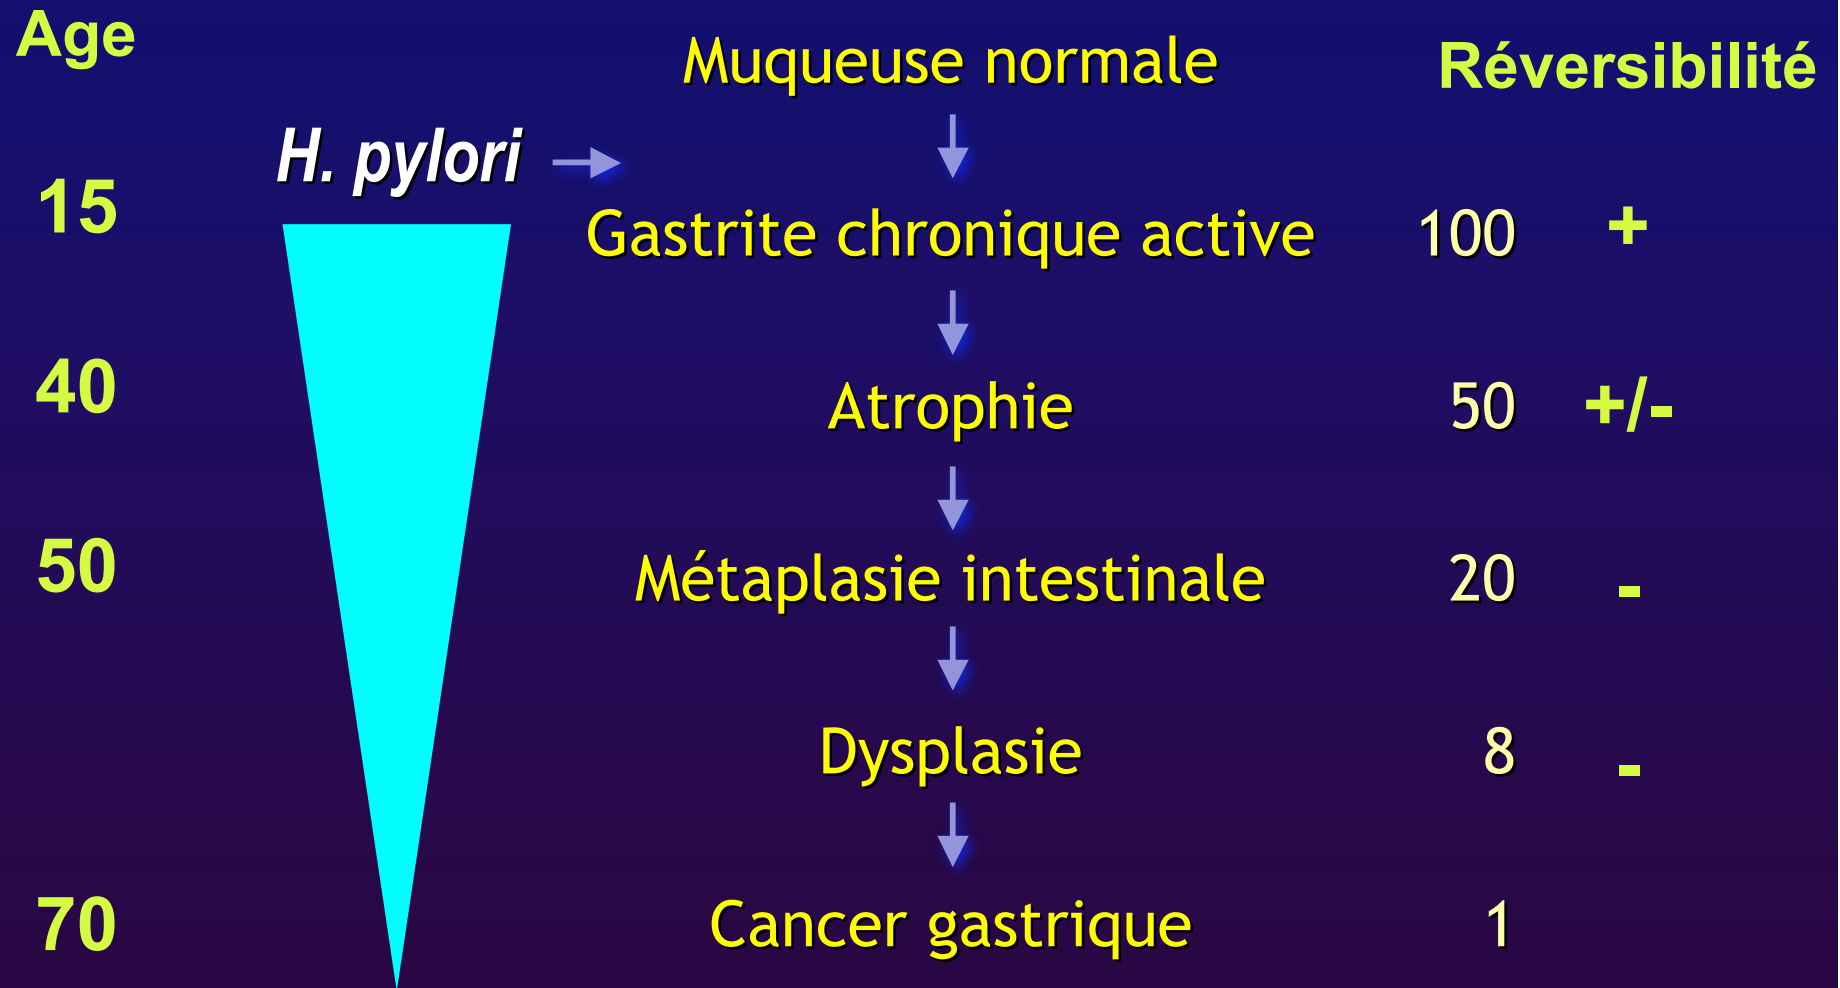 Age
Muqueuse normale
Réversibilité
H. pylori
15
Gastrite chronique active 100 +
40
Atrophie 50 +/-
50
Métaplasie intestinale 20 -
Dysplasie 8 -
70
Cancer gastrique 1